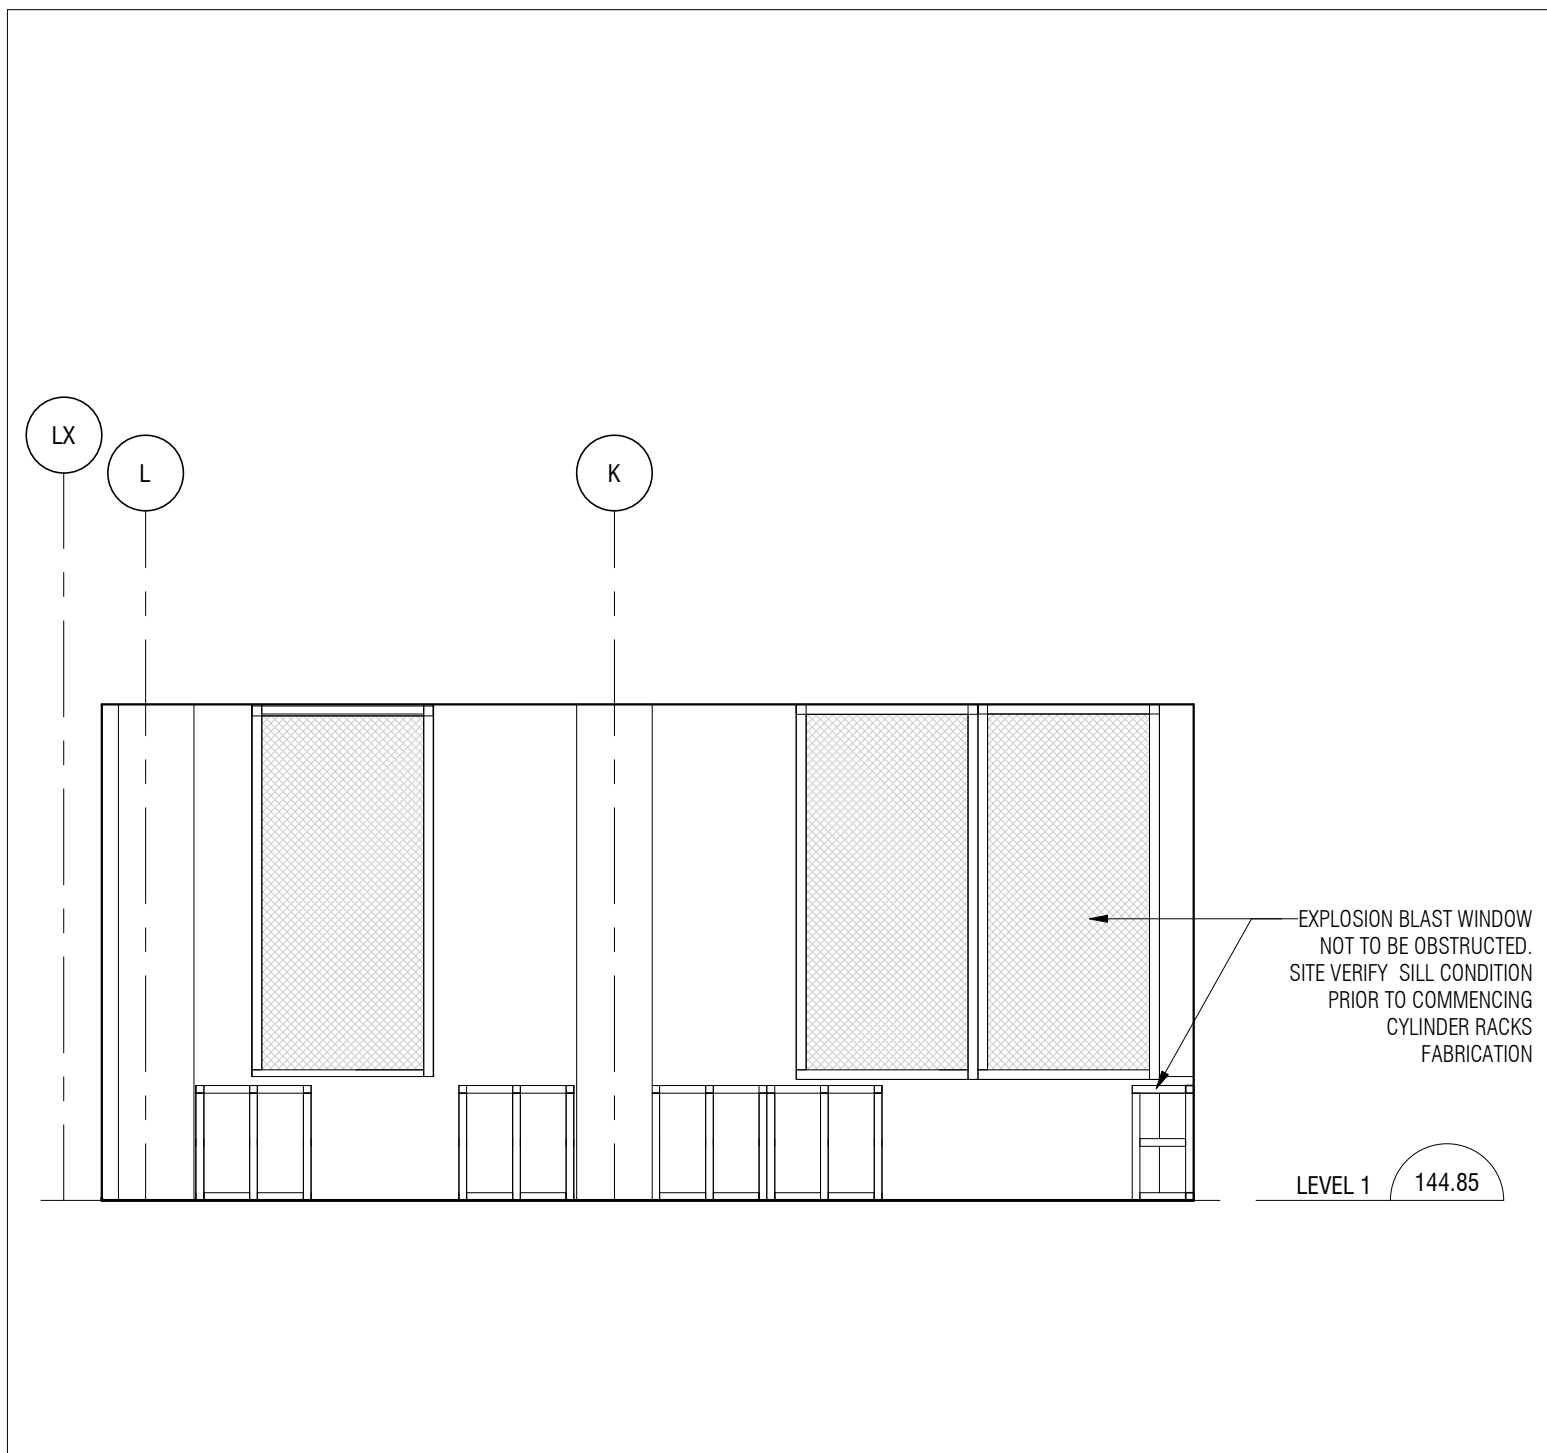 LX
L
K
EXPLOSION BLAST WINDOW
NOT TO BE OBSTRUCTED.
SITE VERIFY SILL CONDITION
PRIOR TO COMMENCING
CYLINDER RACKS
FABRICATION
LEVEL 1 144.85